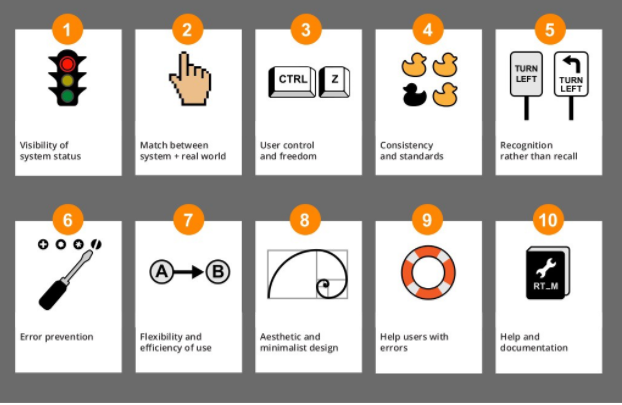 1
2
3
4
5
CTRL
Z
TURN
LEFT
TURN
LEFT
Visibility of
system status
Match between
system + real world
User control
and freedom
Consistency
and standards
Recognition
rather than recall
6
7
8
9
10
A
B
RT_M
Error prevention
Flexibility and
efficiency of use
Aesthetic and
minimalist design
Help users with
errors
Help and
documentation